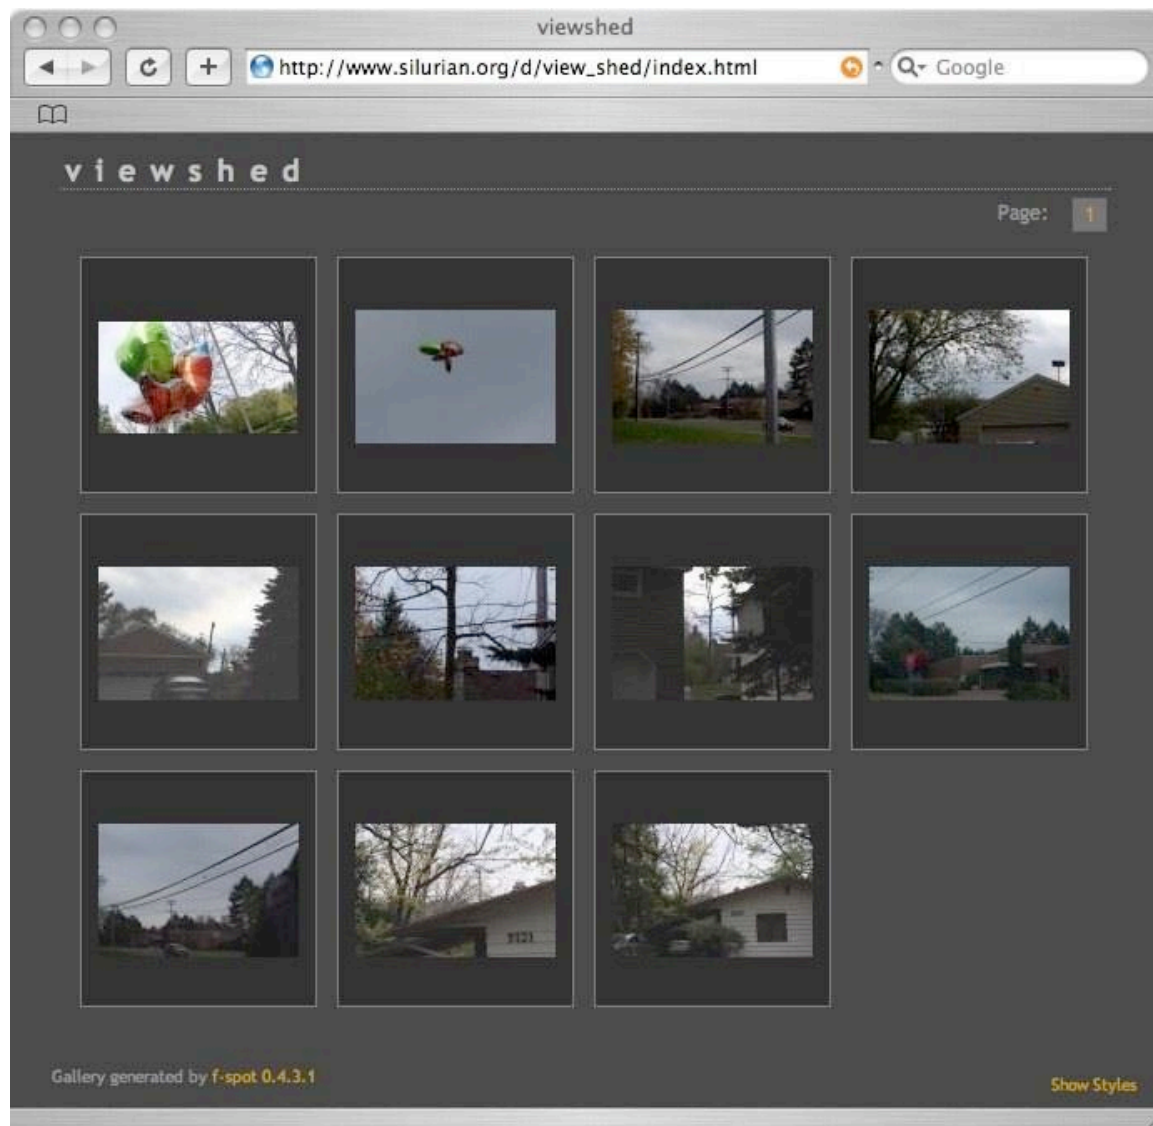 viewshed
http://www.silurian.org/d/view_shed/index.html
Google
viewshed
Page: 1
Gallery generated by f-spot 0.4.3.1
Show Styles